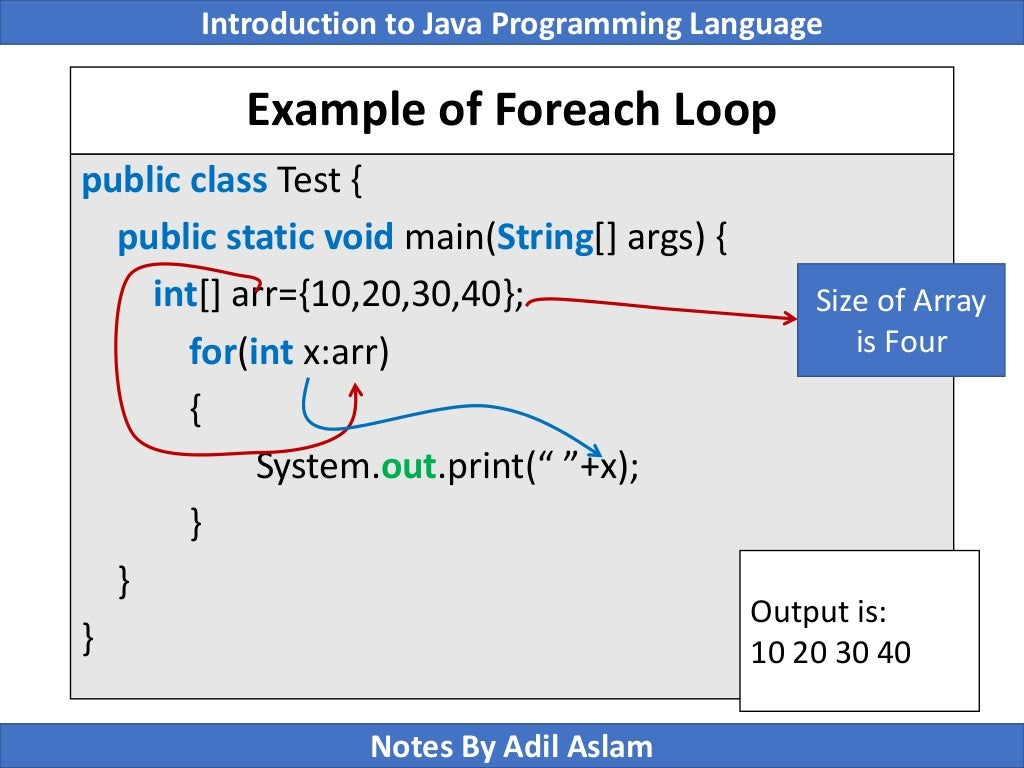 Introduction to Java Programming Language
Example of Foreach Loop
public class Test {
public static void main(String[] args) {
int[] arr={10,20,30,40};
Size of Array
is Four
for(int x:arr)
{
System.out.print(“ ”+x);
}
}
}
Output is:
10 20 30 40
Notes By Adil Aslam